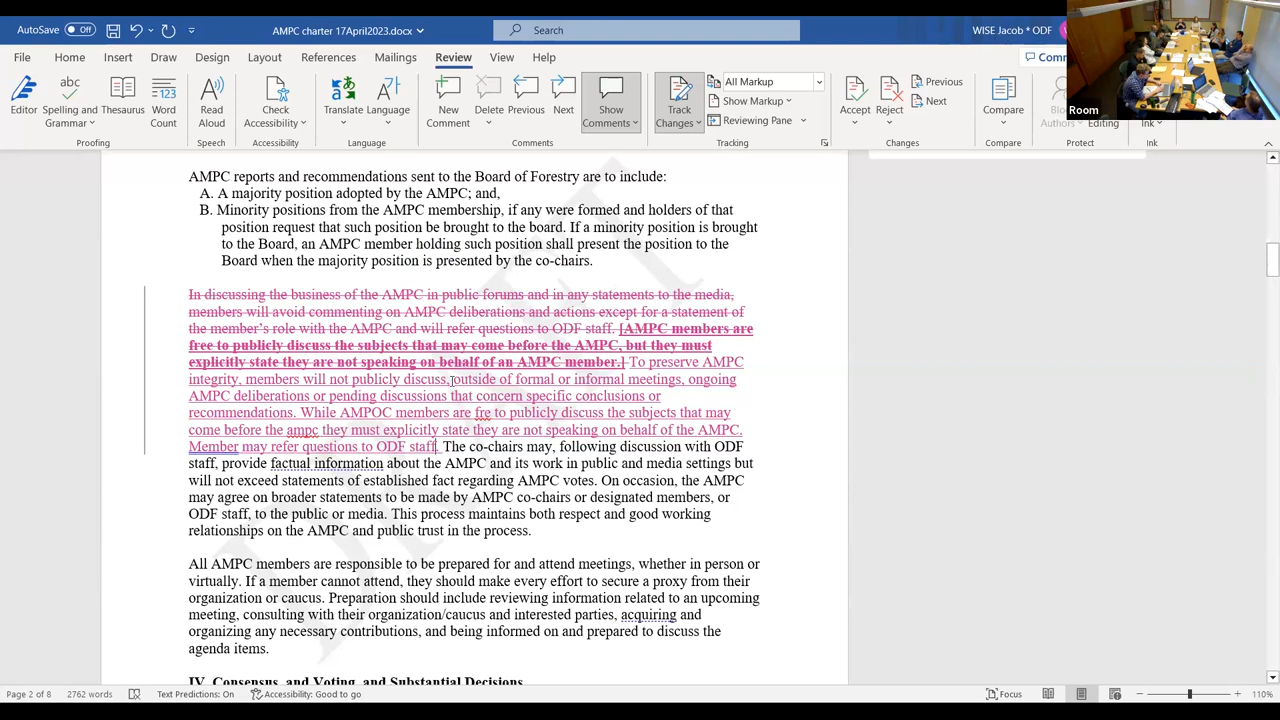 AutoSave Off AMPC charter 17April2023.docx Search WISE Jacob * ODF
File Home Insert Draw Design Layout References Mailings Review View Help
Editor Spelling and Grammar Thesaurus Word Count Read Aloud Check Accessibility Translate Language New Comment Delete Previous Next Show Comments Track Changes All Markup Show Markup Reviewing Pane Accept Reject Previous Next Compare Editing Ink
Proofing Speech Accessibility Language Comments Tracking Changes Compare Protect Ink
Room
AMPC reports and recommendations sent to the Board of Forestry are to include:
A. A majority position adopted by the AMPC; and,
B. Minority positions from the AMPC membership, if any were formed and holders of that
position request that such position be brought to the board. If a minority position is brought
to the Board, an AMPC member holding such position shall present the position to the
Board when the majority position is presented by the co-chairs.
In discussing the business of the AMPC in public forums and in any statements to the media,
members will avoid commenting on AMPC deliberations and actions except for a statement of
the member's role with the AMPC and will refer questions to ODF staff. [AMPC members are
free to publicly discuss the subjects that may come before the AMPC, but they must
explicitly state they are not speaking on behalf of an AMPC member.] To preserve AMPC
integrity, members will not publicly discuss, outside of formal or informal meetings, ongoing
AMPC deliberations or pending discussions that concern specific conclusions or
recommendations. While AMPOC members are fre to publicly discuss the subjects that may
come before the ampc they must explicitly state they are not speaking on behalf of the AMPC.
Member may refer questions to ODF staff. The co-chairs may, following discussion with ODF
staff, provide factual information about the AMPC and its work in public and media settings but
will not exceed statements of established fact regarding AMPC votes. On occasion, the AMPC
may agree on broader statements to be made by AMPC co-chairs or designated members, or
ODF staff, to the public or media. This process maintains both respect and good working
relationships on the AMPC and public trust in the process.
All AMPC members are responsible to be prepared for and attend meetings, whether in person or
virtually. If a member cannot attend, they should make every effort to secure a proxy from their
organization or caucus. Preparation should include reviewing information related to an upcoming
meeting, consulting with their organization/caucus and interested parties, acquiring and
organizing any necessary contributions, and being informed on and prepared to discuss the
agenda items.
IV. Consensus, and Voting, and Substantial Decisions
Page 2 of 8 2762 words Text Predictions: On Accessibility: Good to go Focus 110%